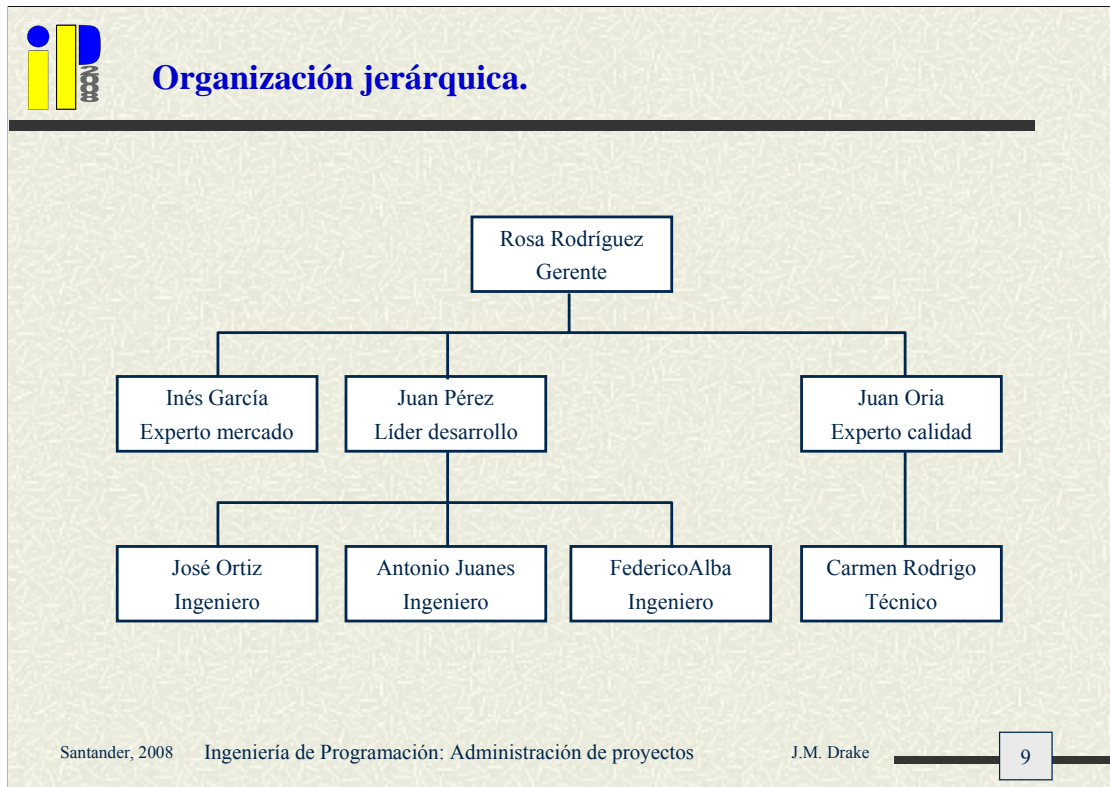 iP
2008
Organización jerárquica.
Rosa Rodríguez
Gerente
Inés García
Experto mercado
Juan Pérez
Líder desarrollo
Juan Oria
Experto calidad
José Ortiz
Ingeniero
Antonio Juanes
Ingeniero
FedericoAlba
Ingeniero
Carmen Rodrigo
Técnico
Santander, 2008 Ingeniería de Programación: Administración de proyectos J.M. Drake 9